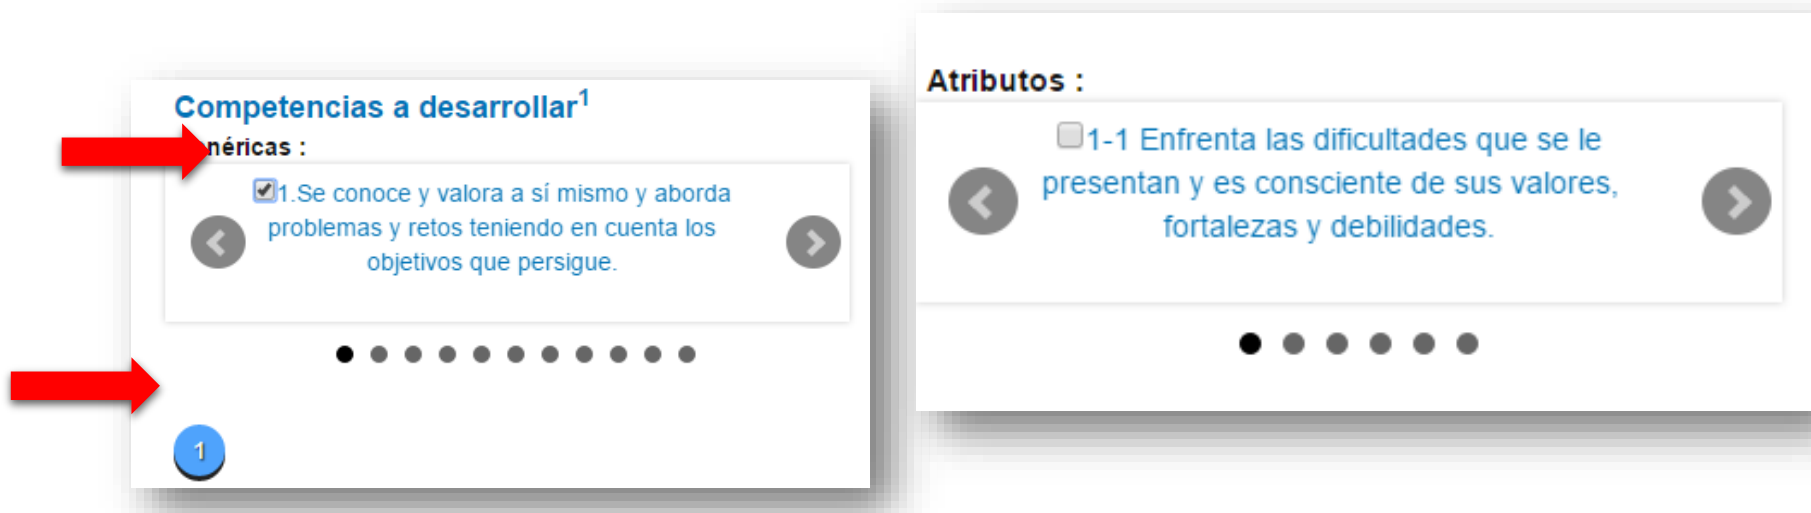 Competencias a desarrollar1
néricas :
1.Se conoce y valora a sí mismo y aborda
problemas y retos teniendo en cuenta los
objetivos que persigue.
1
Atributos :
1-1 Enfrenta las dificultades que se le
presentan y es consciente de sus valores,
fortalezas y debilidades.